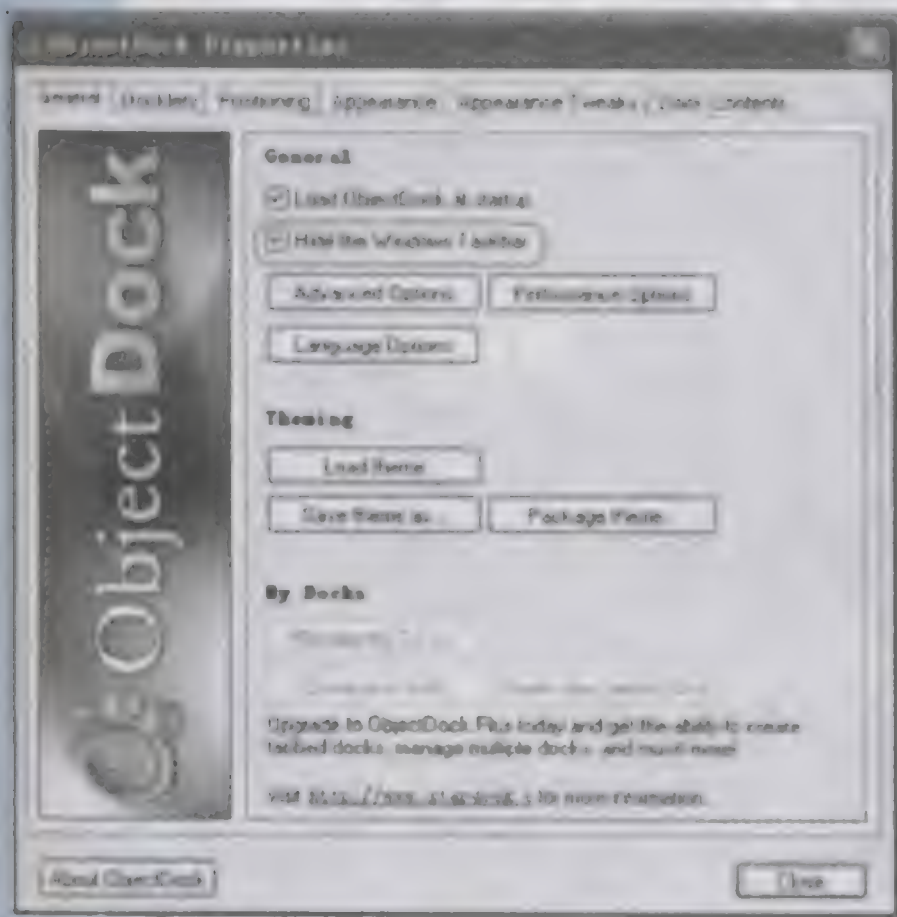 ObjectDock Properties
General Docklets Positioning Appearance Appearance Tweaks Dock Contents
ObjectDock
General
Load ObjectDock at startup
Hide the Windows Taskbar
Advanced Options Performance Options
Language Options
Theming
Load theme
Save theme as... Package theme
My Docks
Upgrade to ObjectDock Plus today and get the ability to create
tabbed docks, manage multiple docks, and much more!
Visit for more information.
About ObjectDock Close